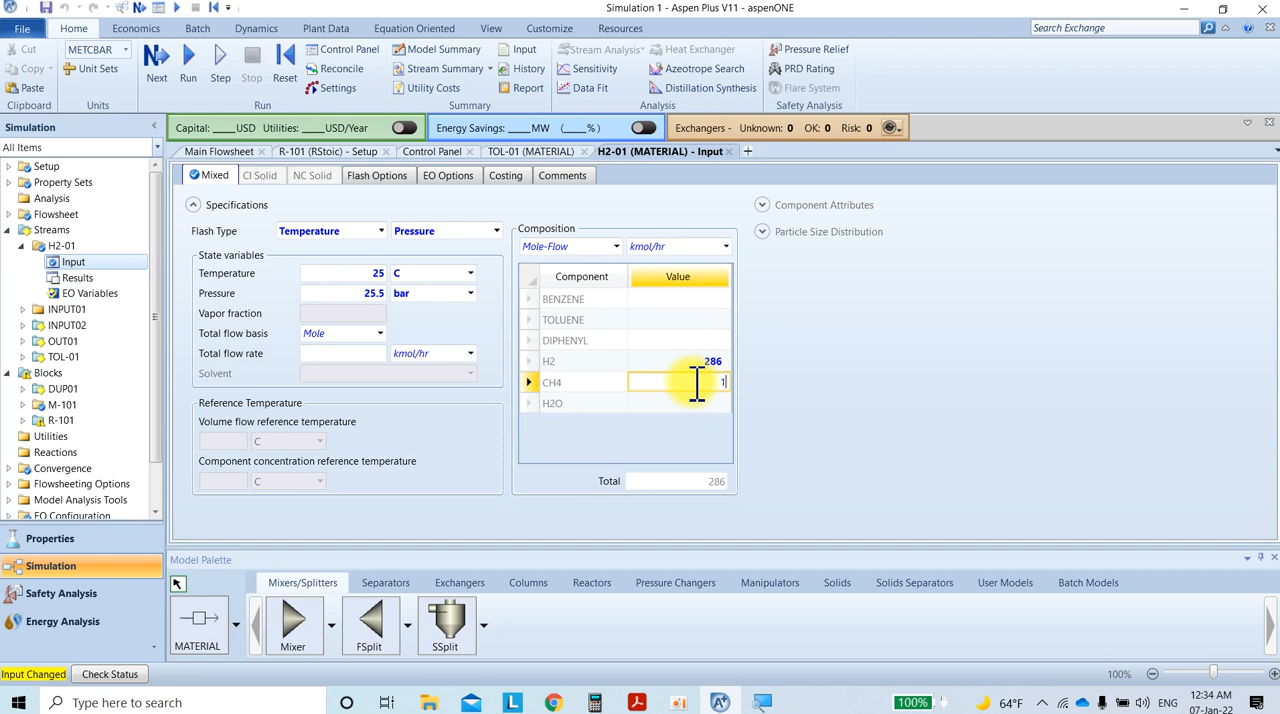 Simulation 1 - Aspen Plus V11 - aspenONE
File Home Economics Batch Dynamics Plant Data Equation Oriented View Customize Resources Search Exchange
Cut METCBAR Control Panel Model Summary Input Stream Analysis Heat Exchanger Pressure Relief
Copy Unit Sets Next Run Step Stop Reset Reconcile Stream Summary History Sensitivity Azeotrope Search PRD Rating
Paste Settings Utility Costs Report Data Fit Distillation Synthesis Flare System
Clipboard Units Run Summary Analysis Safety Analysis
Simulation Capital: ____USD Utilities: ____USD/Year Energy Savings: ____MW (____%) Exchangers - Unknown: 0 OK: 0 Risk: 0
All Items Main Flowsheet R-101 (RStoic) - Setup Control Panel TOL-01 (MATERIAL) H2-01 (MATERIAL) - Input
Setup
Property Sets
Analysis
Flowsheet
Streams
H2-01
Input
Results
EO Variables
INPUT01
INPUT02
OUT01
TOL-01
Blocks
DUP01
M-101
R-101
Utilities
Reactions
Convergence
Flowsheeting Options
Model Analysis Tools
EO Configuration
Properties
Simulation
Safety Analysis
Energy Analysis
Mixed CI Solid NC Solid Flash Options EO Options Costing Comments
Specifications
Flash Type Temperature Pressure
State variables
Temperature 25 C
Pressure 25.5 bar
Vapor fraction
Total flow basis Mole
Total flow rate kmol/hr
Solvent
Reference Temperature
Volume flow reference temperature
C
Component concentration reference temperature
C
Composition
Mole-Flow kmol/hr
Component Value
BENZENE
TOLUENE
DIPHENYL
H2 286
CH4 1
H2O
Total 286
Component Attributes
Particle Size Distribution
Model Palette
Mixers/Splitters Separators Exchangers Columns Reactors Pressure Changers Manipulators Solids Solids Separators User Models Batch Models
MATERIAL Mixer FSplit SSplit
Input Changed Check Status 100%
Type here to search 100% 64°F ENG 12:34 AM
07-Jan-22